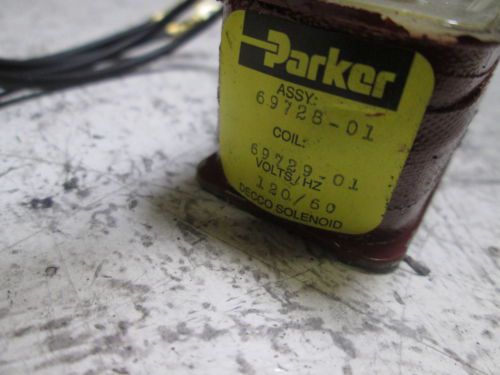 Parker
ASSY:
69728-01
COIL:
69729-01
VOLTS/HZ
120/60
DECCO SOLENOID